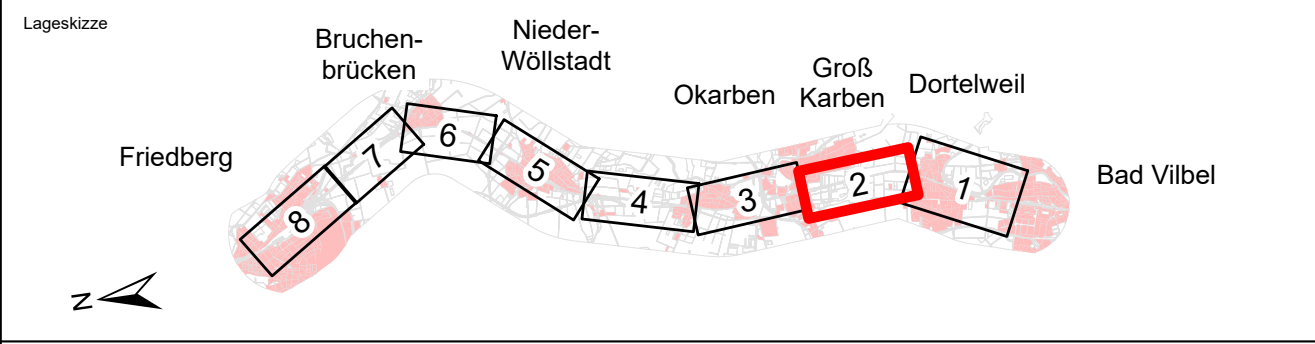 Lageskizze
Bruchen-
brücken
Nieder-
Wöllstadt
Okarben
Groß
Karben
Dortelweil
Friedberg
Bad Vilbel
8
7
6
5
4
3
2
1
N